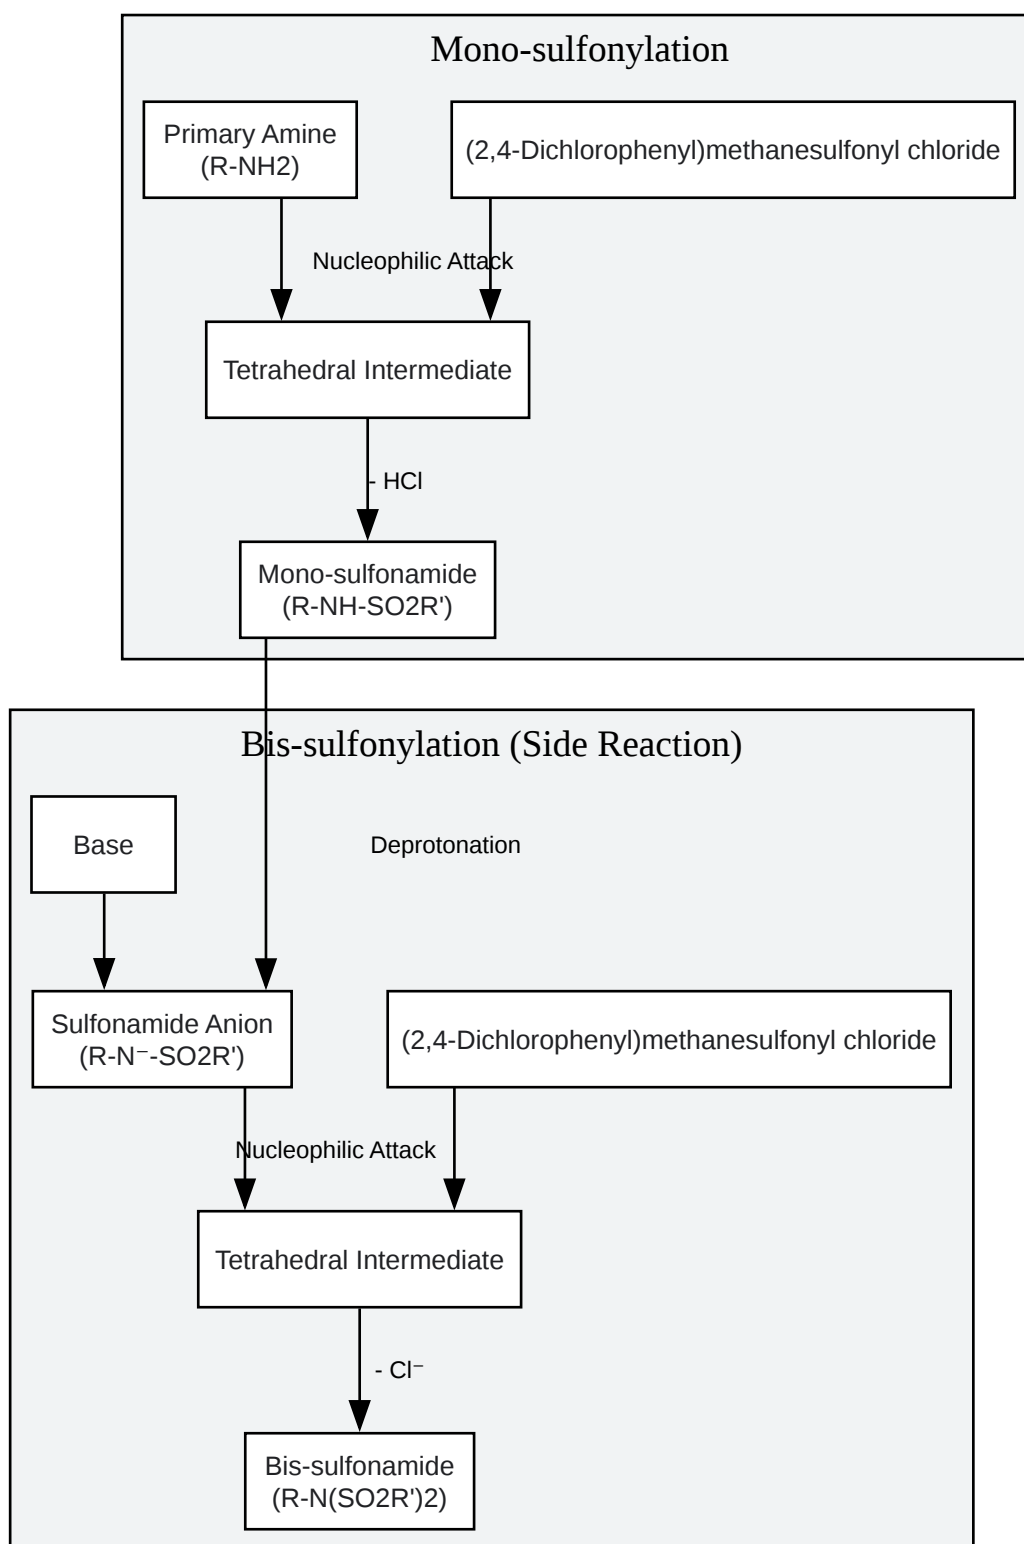 Mono-sulfonylation
Primary Amine
(R-NH2)
(2,4-Dichlorophenyl)methanesulfonyl chloride
Nucleophilic Attack
Tetrahedral Intermediate
- HCl
Mono-sulfonamide
(R-NH-SO2R')
Bis-sulfonylation (Side Reaction)
Base
Deprotonation
Sulfonamide Anion
(R-N⁻-SO2R')
(2,4-Dichlorophenyl)methanesulfonyl chloride
Nucleophilic Attack
Tetrahedral Intermediate
- Cl⁻
Bis-sulfonamide
(R-N(SO2R')2)